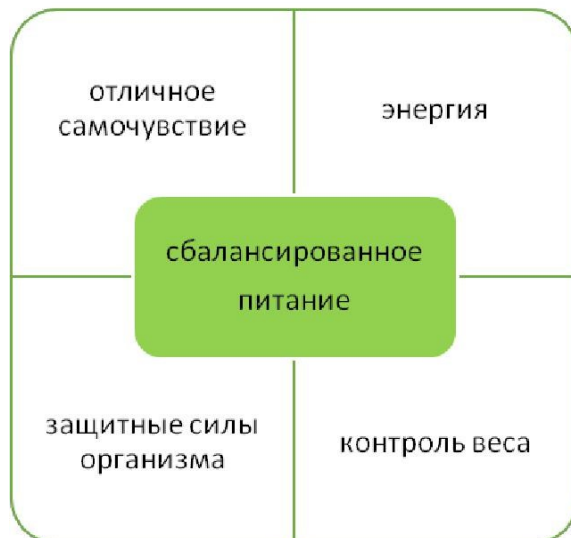 отличное
самочувствие
энергия
сбалансированное
питание
защитные силы
организма
контроль веса